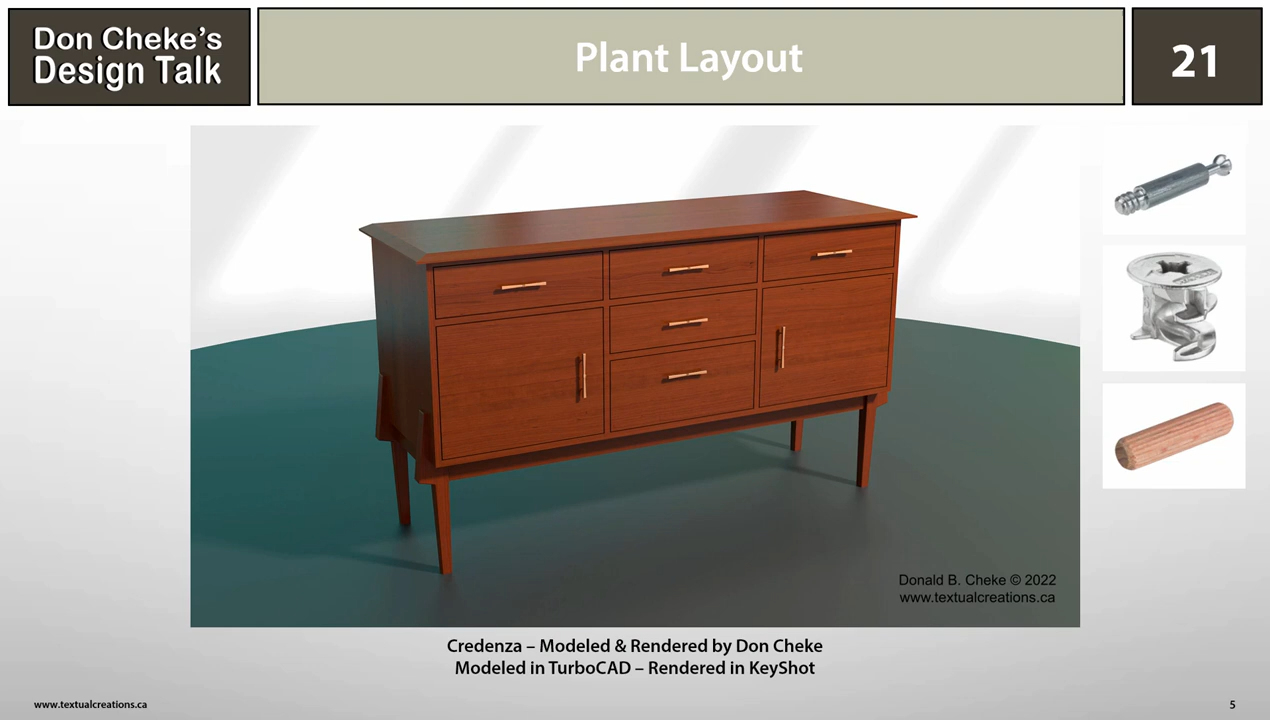 Don Cheke's
Design Talk
Plant Layout
21
Donald B. Cheke © 2022
www.textualcreations.ca
Credenza – Modeled & Rendered by Don Cheke
Modeled in TurboCAD – Rendered in KeyShot
www.textualcreations.ca
5